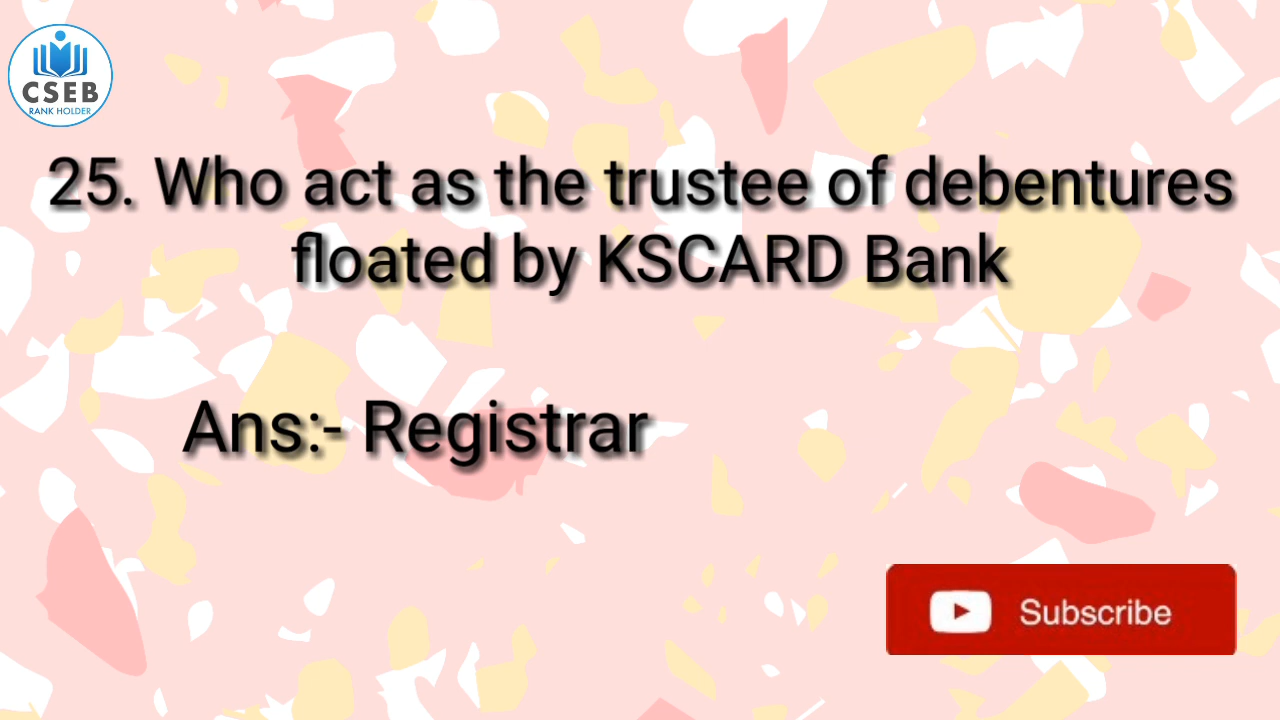 CSEB
RANK HOLDER
25. Who act as the trustee of debentures
floated by KSCARD Bank
Ans:- Registrar
Subscribe